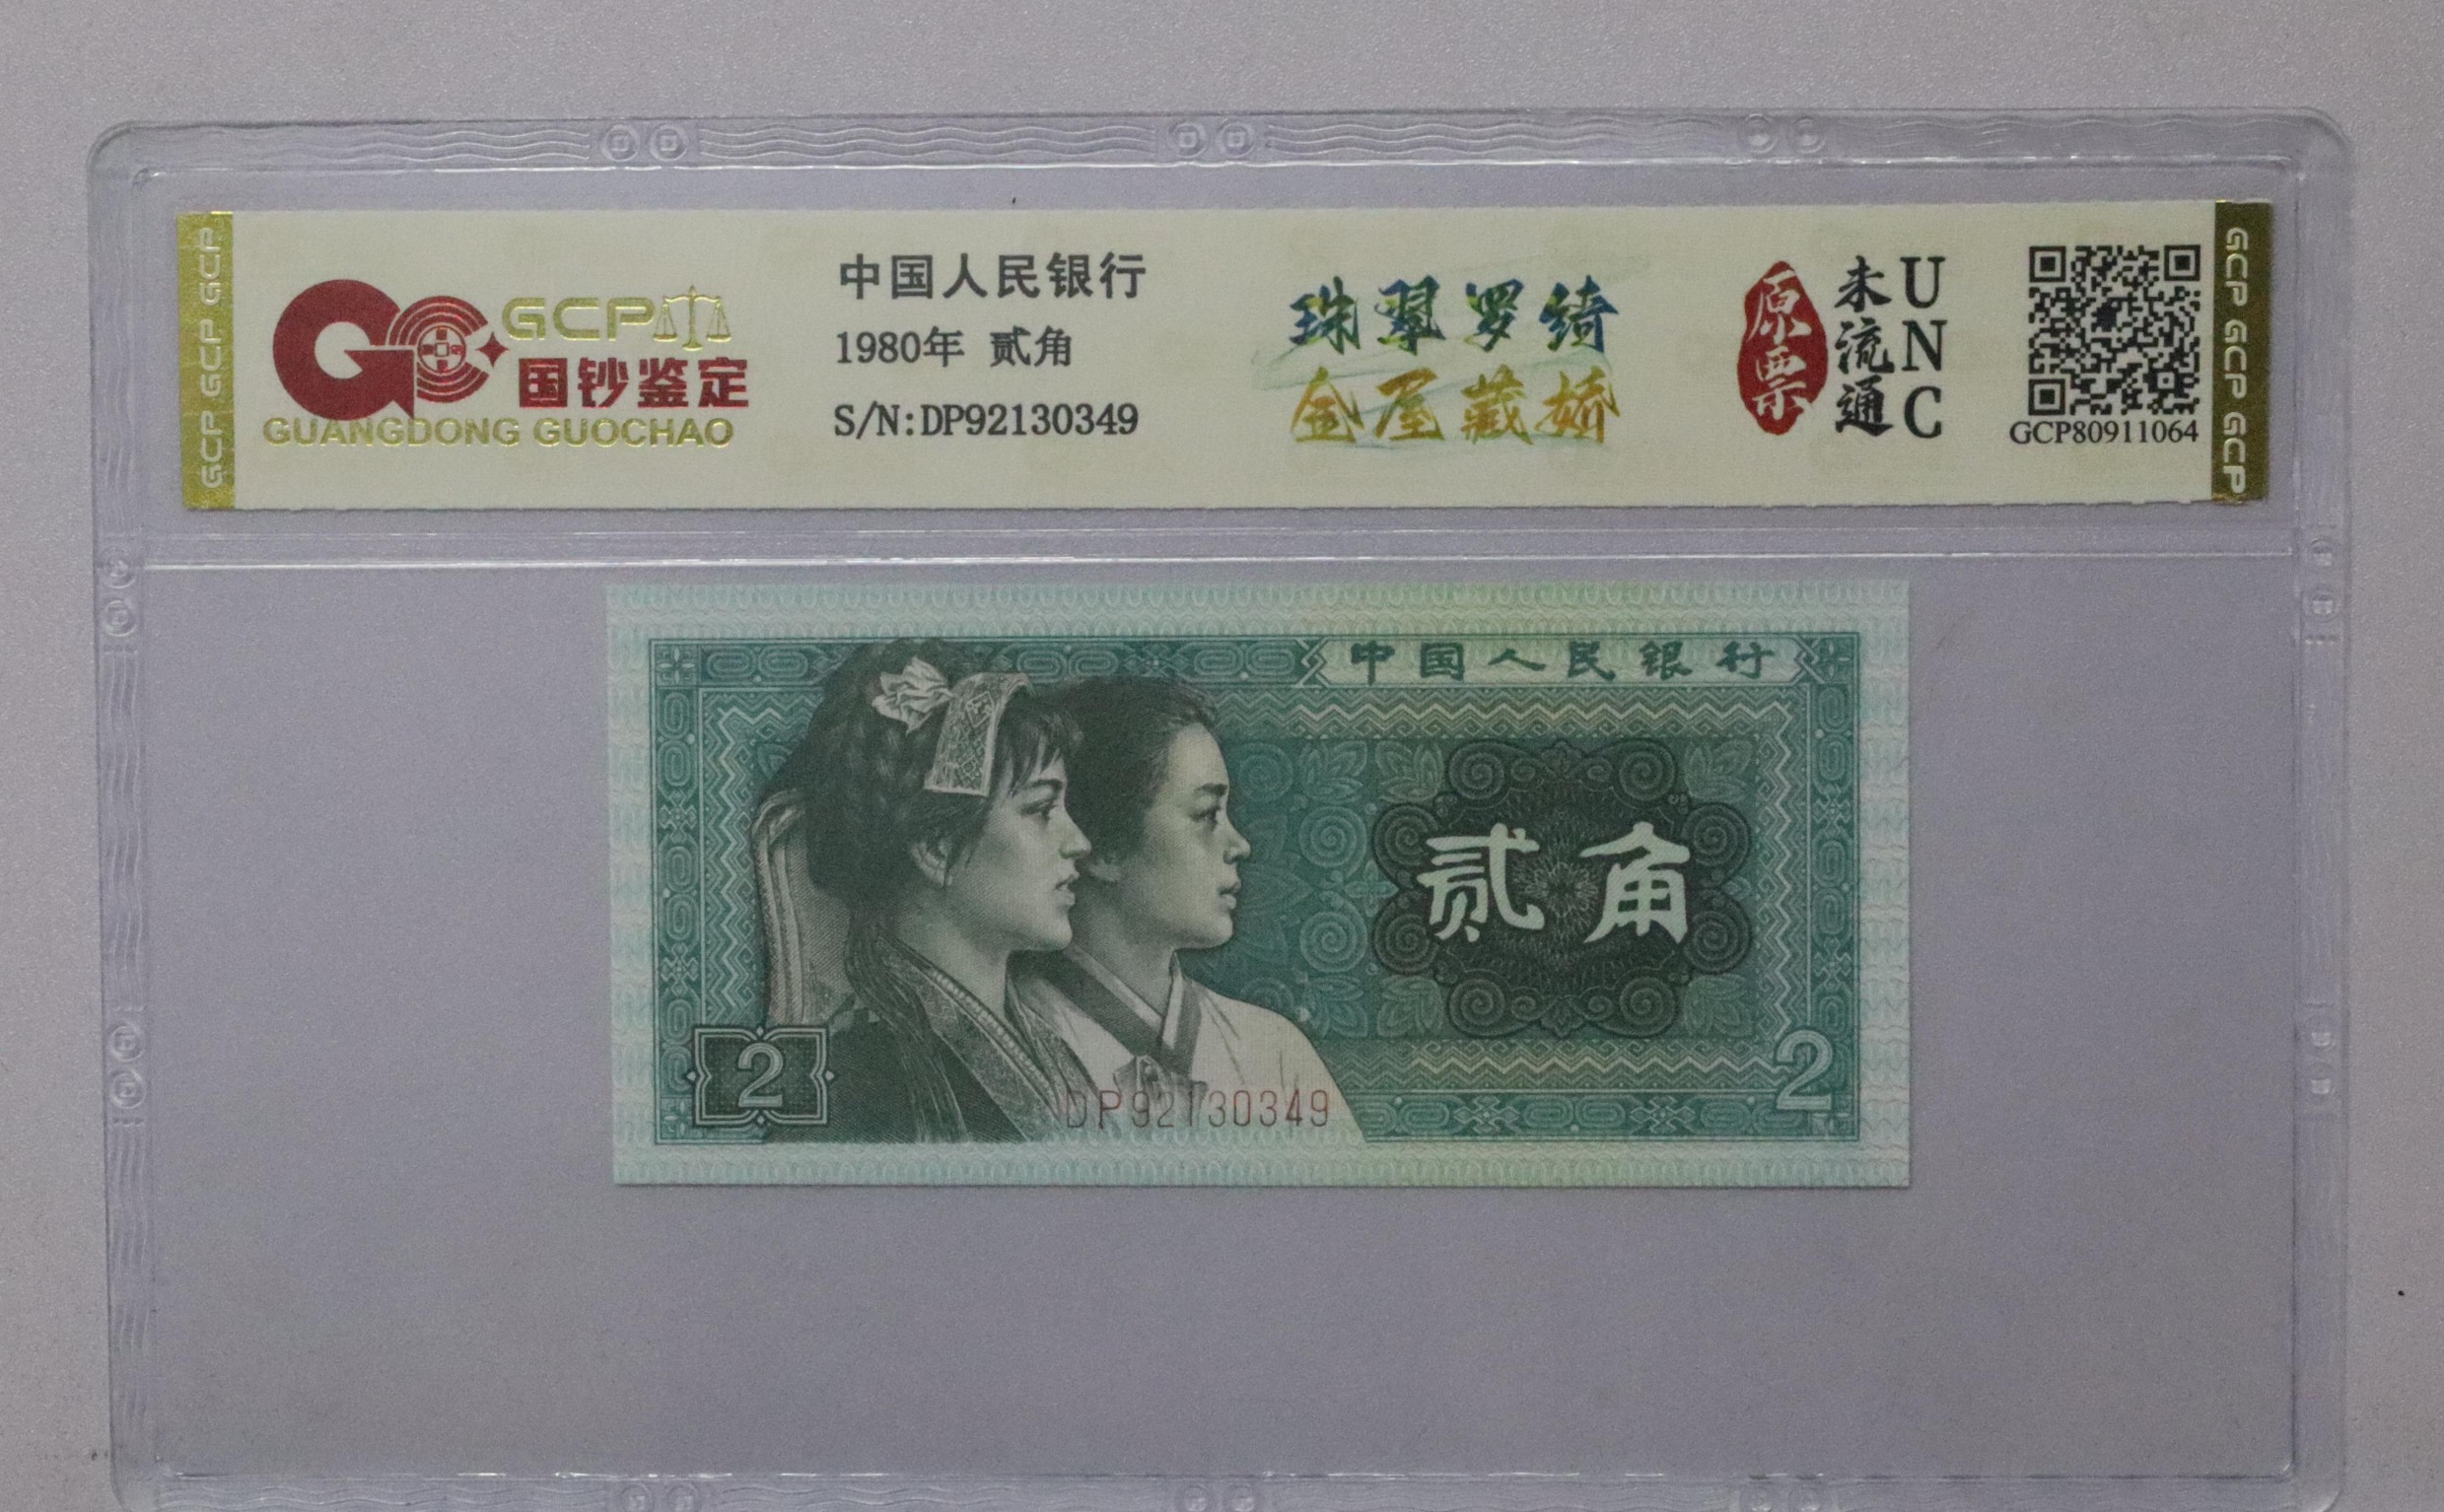 GCP GCP GCP
GCP
国钞鉴定
GUANGDONG GUOCHAO
中国人民银行
1980年 贰角
S/N:DP92130349
珠翠罗绮
金屋藏娇
原票
未流通
UNC
GCP80911064
GCP GCP GCP
中国人民银行
贰角
2
DP92130349
2